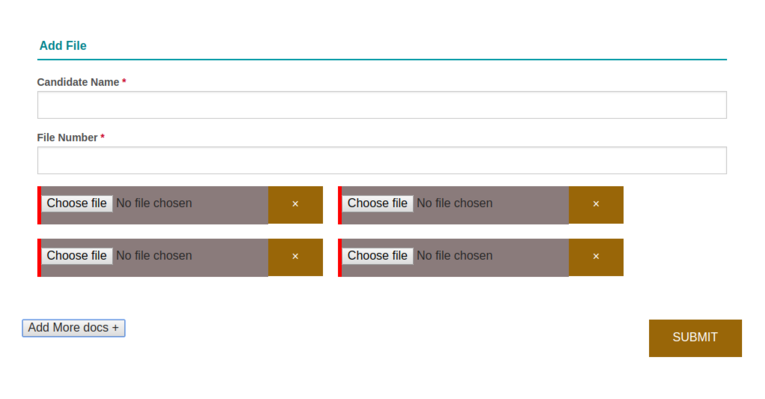 Add File
Candidate Name *
File Number *
Choose file No file chosen × Choose file No file chosen ×
Choose file No file chosen × Choose file No file chosen ×
Add More docs +
SUBMIT